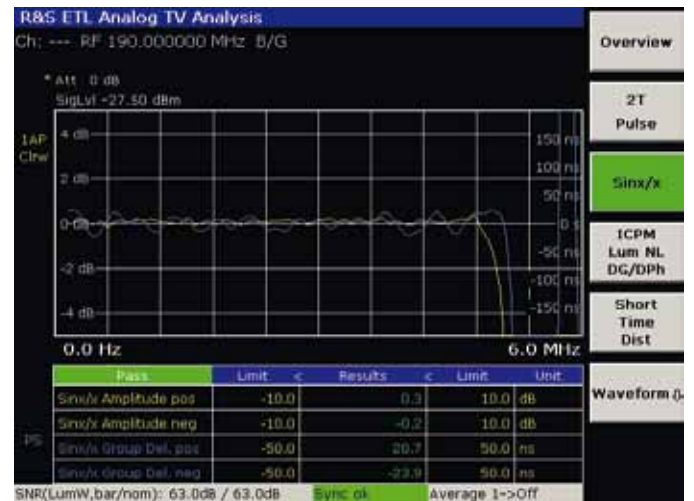 R&S ETL Analog TV Analysis
Ch: --- RF 190.000000 MHz B/G
* Att 0 dB
SigLvl -27.50 dBm
1AP
Clrw
4 dB
2 dB
0 dB
-2 dB
-4 dB
150 ns
100 ns
50 ns
0 s
-50 ns
-100 ns
-150 ns
0.0 Hz 6.0 MHz
Pass Limit < Results < Limit Unit
Sinx/x Amplitude pos -10.0 0.3 10.0 dB
Sinx/x Amplitude neg -10.0 -0.2 10.0 dB
Sinx/x Group Del. pos -50.0 20.7 50.0 ns
Sinx/x Group Del. neg -50.0 -23.9 50.0 ns
PS
SNR(LumW,bar/nom): 63.0dB / 63.0dB Sync ok Average 1->Off
Overview
2T
Pulse
Sinx/x
ICPM
Lum NL
DG/DPh
Short
Time
Dist
Waveform